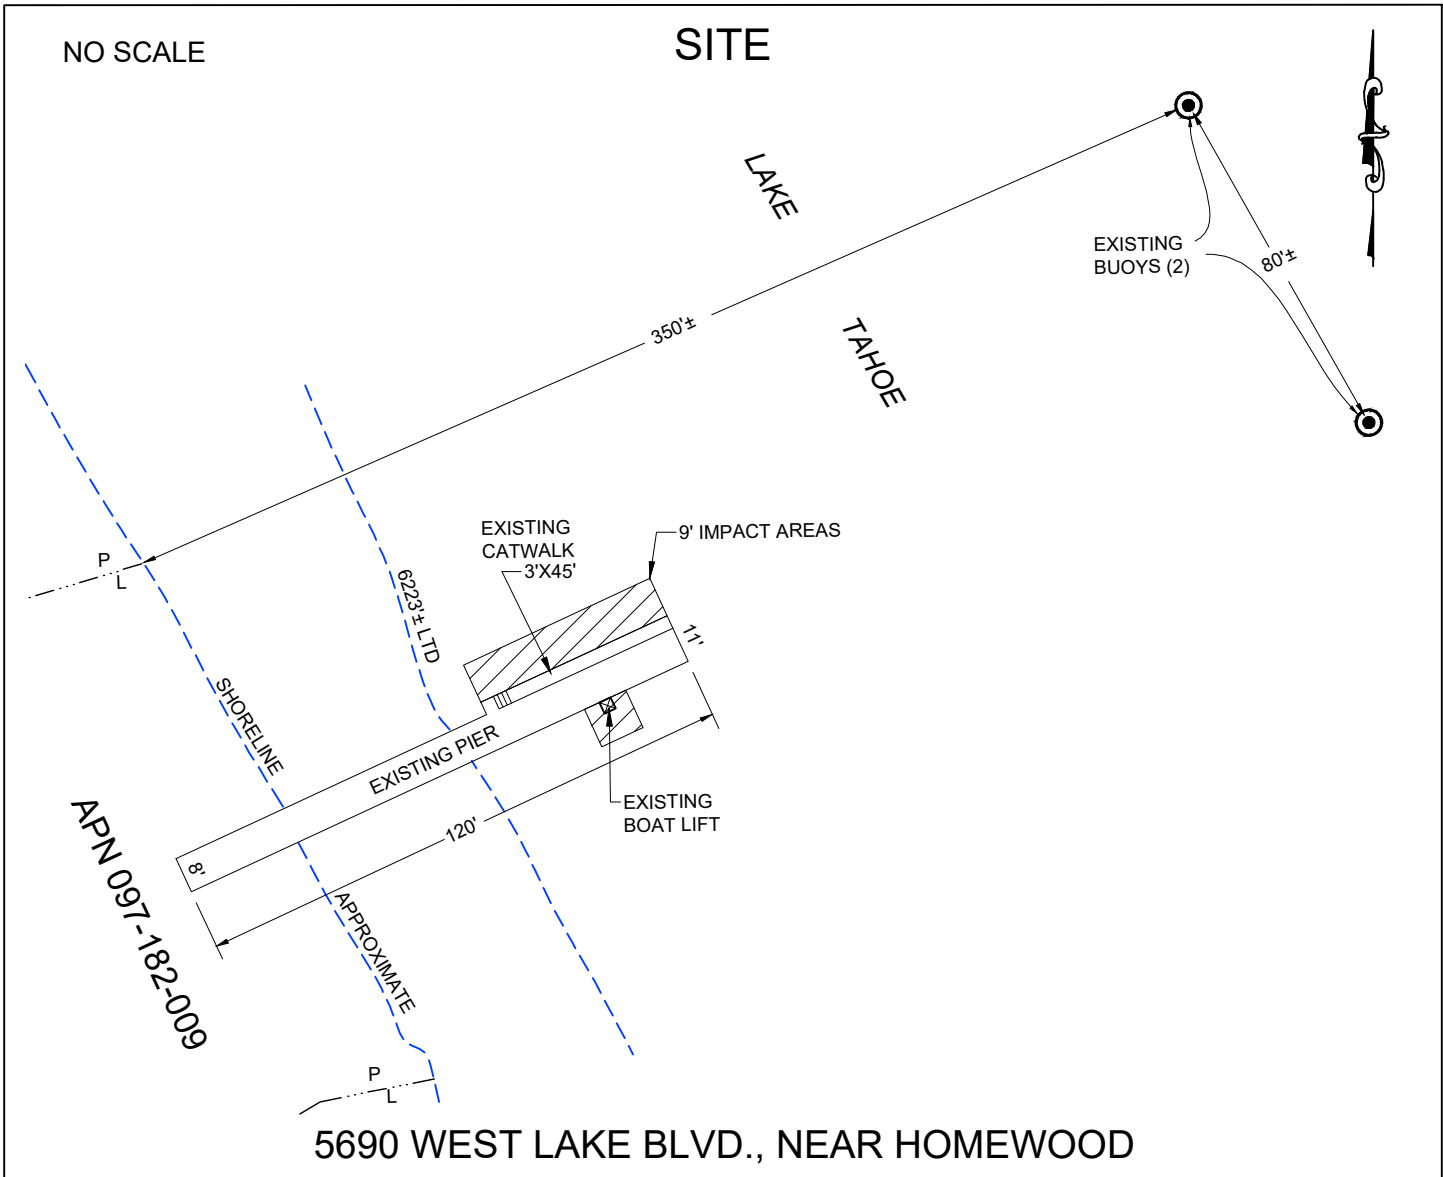 NO SCALE
SITE
LAKE
TAHOE
EXISTING
BUOYS (2)
80'±
350'±
P
L
6223'± LTD
EXISTING
CATWALK
3'X45'
9' IMPACT AREAS
11'
SHORELINE
EXISTING PIER
8'
120'
EXISTING
BOAT LIFT
APPROXIMATE
APN 097-182-009
P
L
5690 WEST LAKE BLVD., NEAR HOMEWOOD